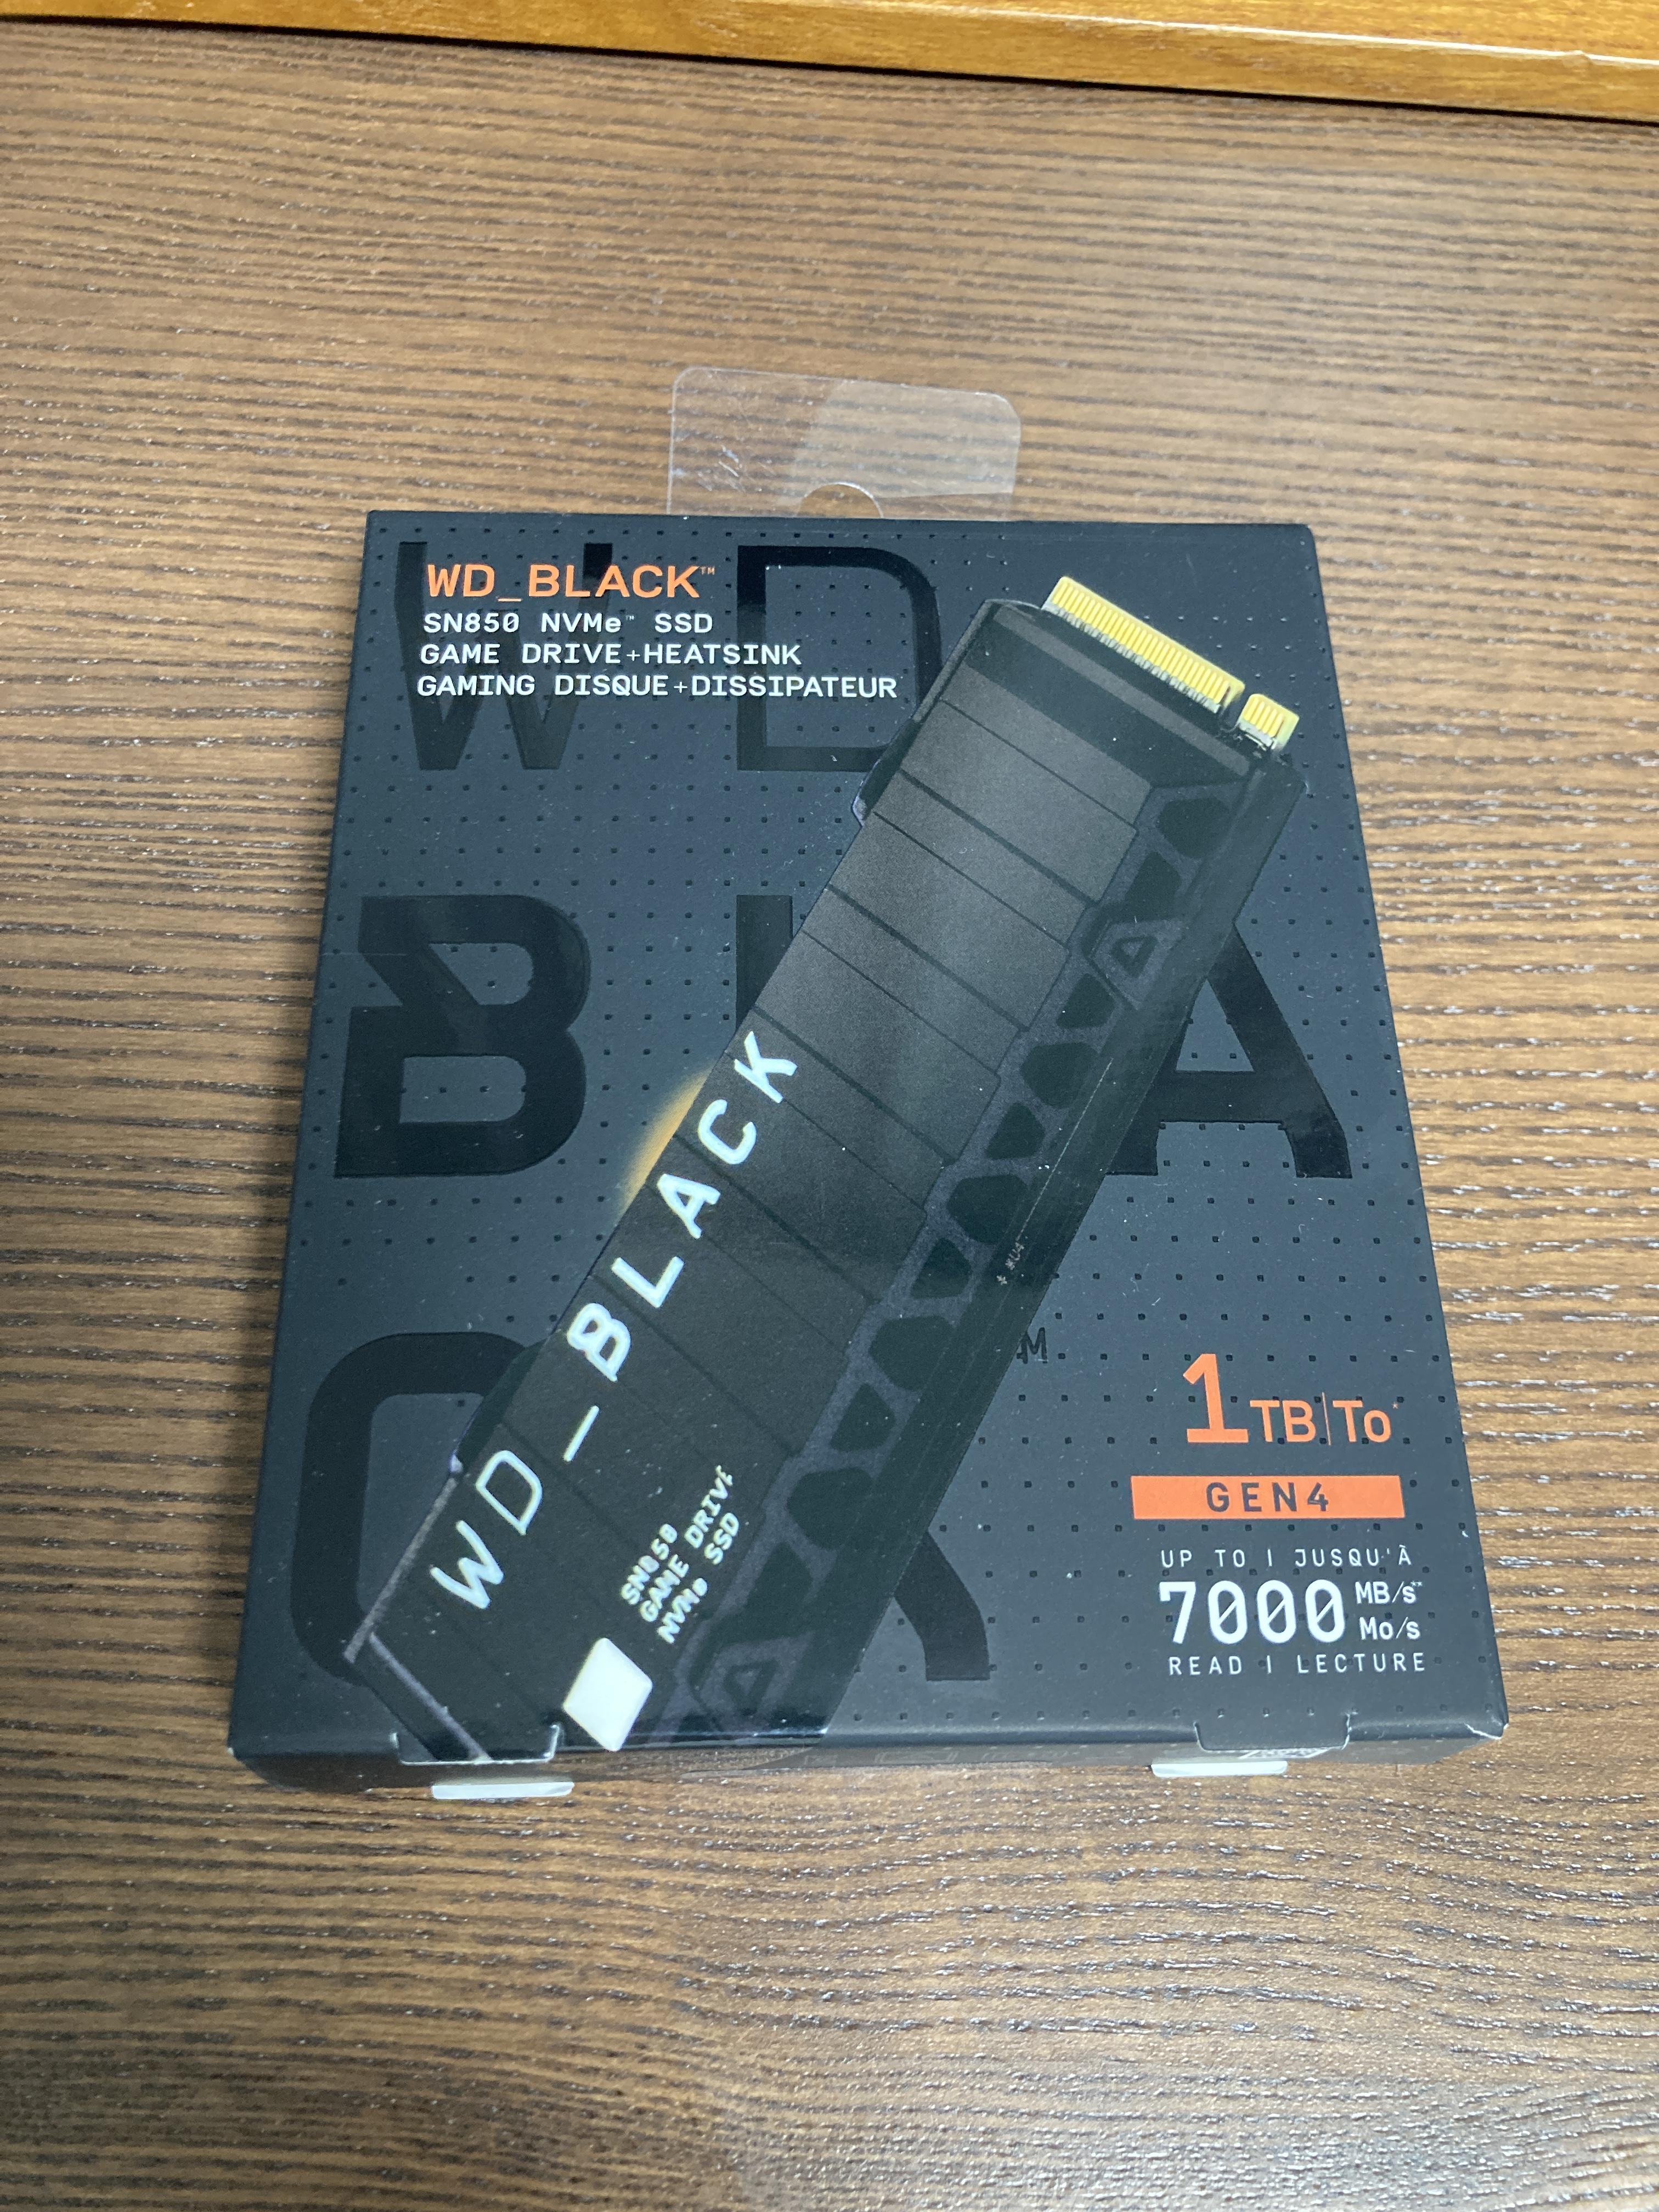 WD_BLACK™
SN850 NVMe™ SSD
GAME DRIVE+HEATSINK
GAMING DISQUE+DISSIPATEUR
WD_BLACK
SN850
GAME DRIVE
NVMe SSD
1TB|To*
GEN4
UP TO | JUSQU'À
7000 MB/s**
Mo/s
READ | LECTURE